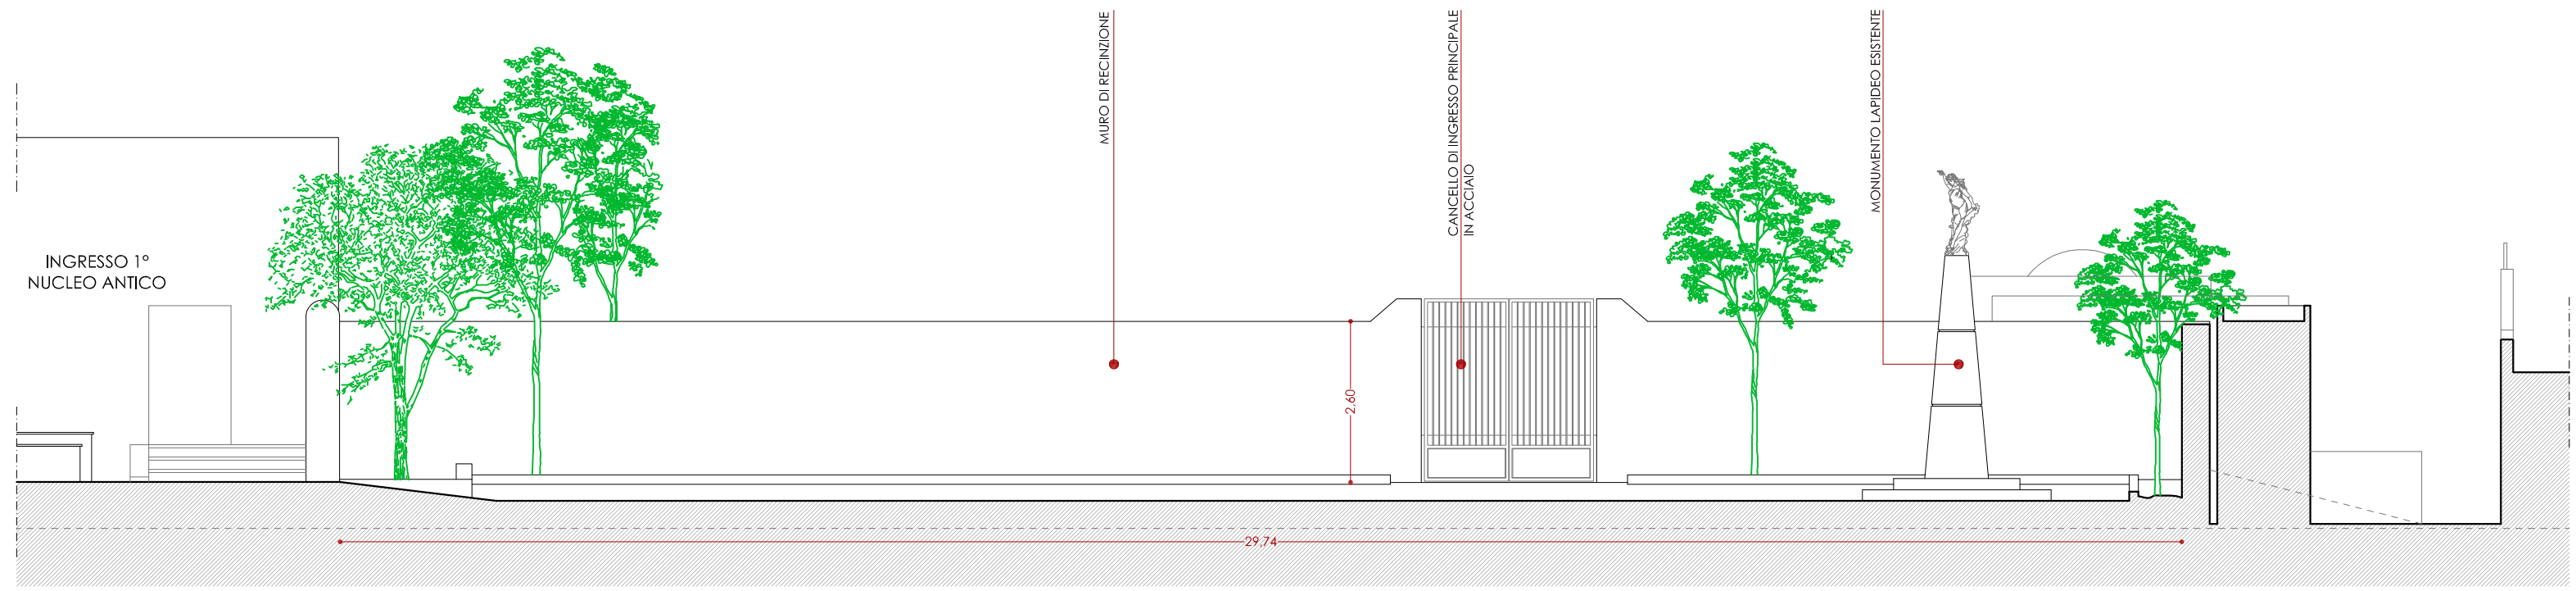 INGRESSO 1°
NUCLEO ANTICO
MURO DI RECINZIONE
CANCELLO DI INGRESSO PRINCIPALE
IN ACCIAIO
MONUMENTO LAPIDEO ESISTENTE
2,60
29,74